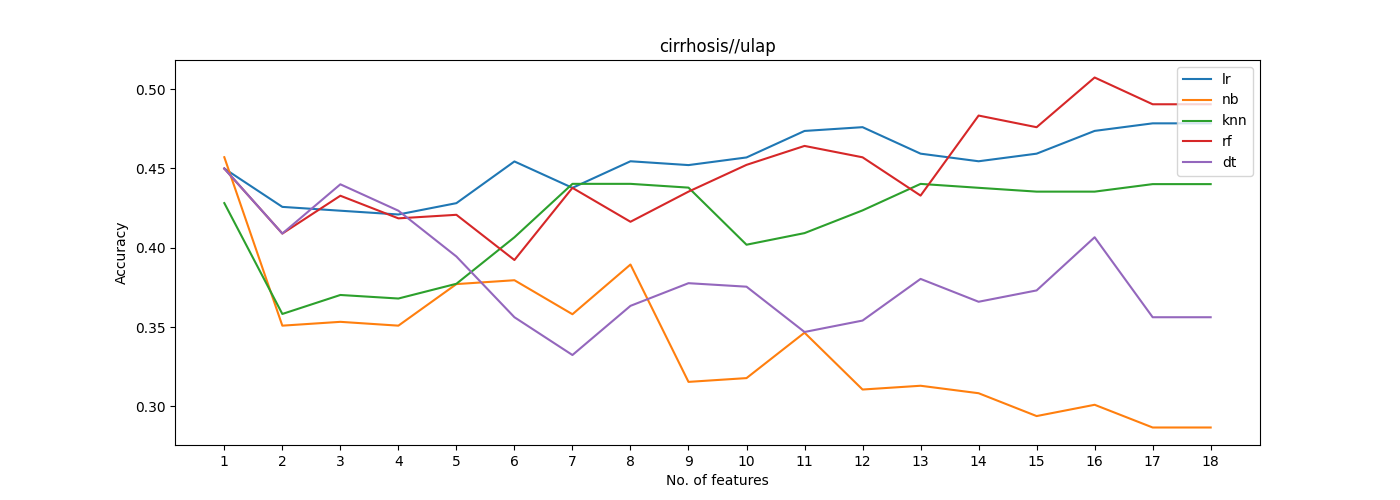 cirrhosis//ulap
Accuracy
0.50
0.45
0.40
0.35
0.30
lr
nb
knn
rf
dt
1 2 3 4 5 6 7 8 9 10 11 12 13 14 15 16 17 18
No. of features